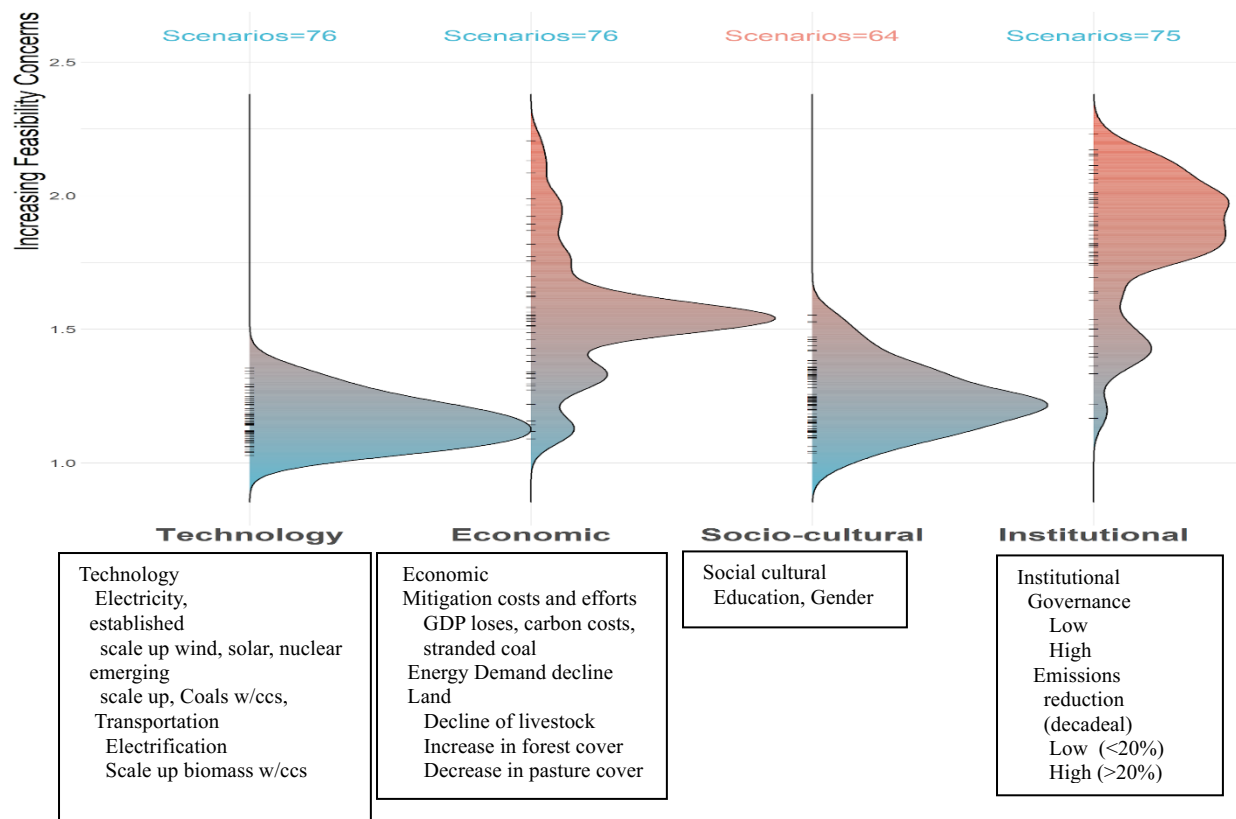 Scenarios=76
Scenarios=76
Scenarios=64
Scenarios=75
Increasing Feasibility Concerns
2.5
2.0
1.5
1.0
Technology
Economic
Socio-cultural
Institutional
Technology
Electricity,
established
scale up wind, solar, nuclear
emerging
scale up, Coals w/ccs,
Transportation
Electrification
Scale up biomass w/ccs
Economic
Mitigation costs and efforts
GDP loses, carbon costs,
stranded coal
Energy Demand decline
Land
Decline of livestock
Increase in forest cover
Decrease in pasture cover
Social cultural
Education, Gender
Institutional
Governance
Low
High
Emissions
reduction
(decadeal)
Low (<20%)
High (>20%)